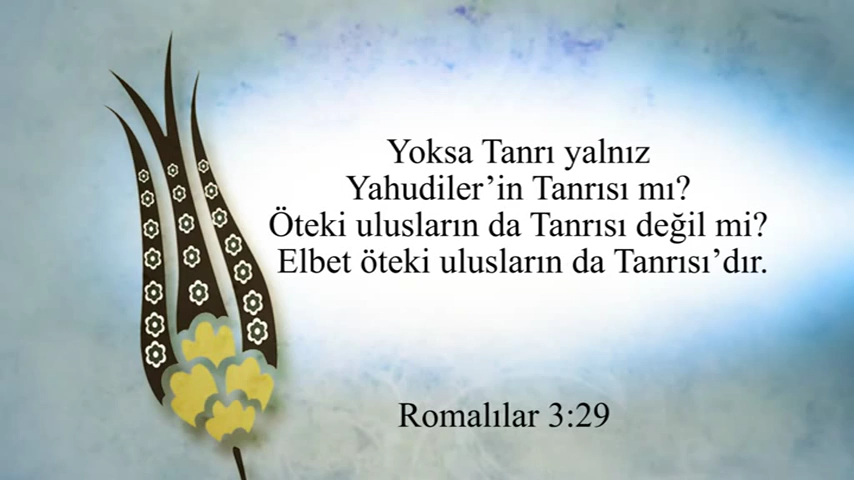 Yoksa Tanrı yalnız
Yahudiler’in Tanrısı mı?
Öteki ulusların da Tanrısı değil mi?
Elbet öteki ulusların da Tanrısı’dır.
Romalılar 3:29